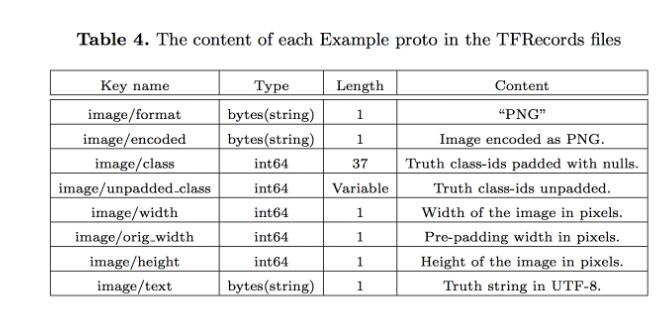 Table 4. The content of each Example proto in the TFRecords files
Key name Type Length Content
image/format bytes(string) 1 “PNG”
image/encoded bytes(string) 1 Image encoded as PNG.
image/class int64 37 Truth class-ids padded with nulls.
image/unpadded_class int64 Variable Truth class-ids unpadded.
image/width int64 1 Width of the image in pixels.
image/orig_width int64 1 Pre-padding width in pixels.
image/height int64 1 Height of the image in pixels.
image/text bytes(string) 1 Truth string in UTF-8.